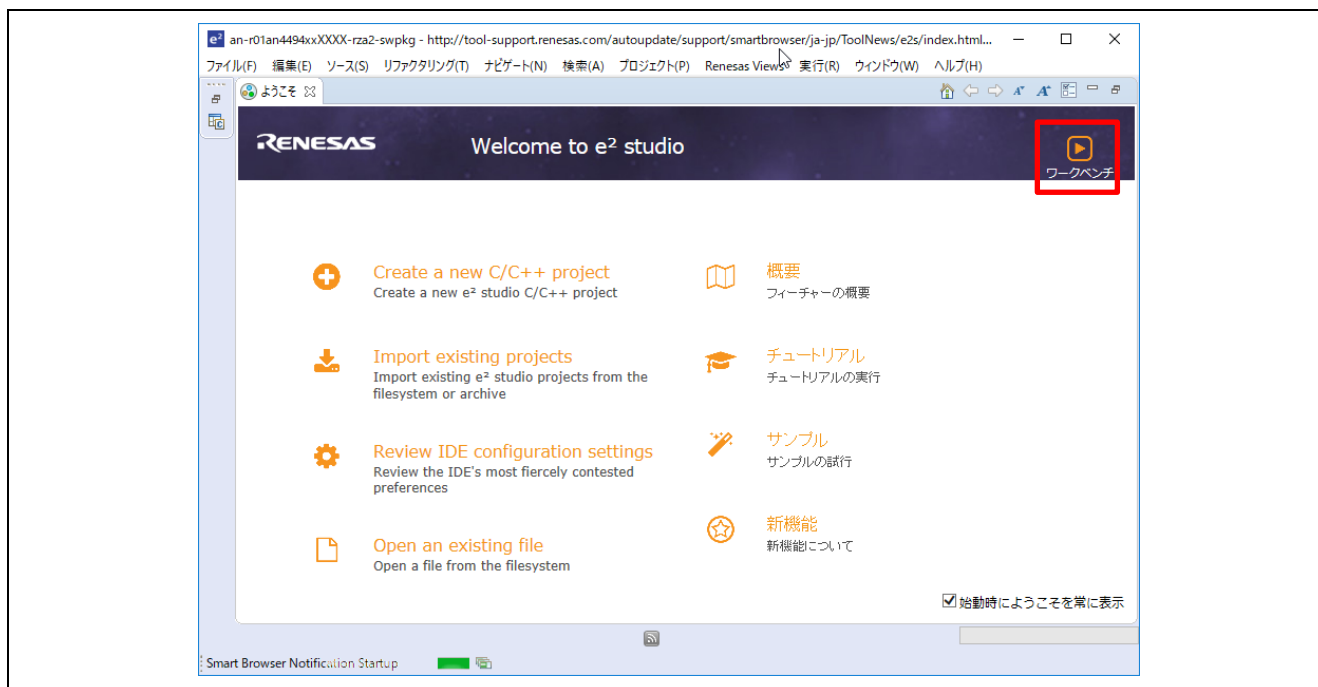 e² an-r01an4494xxXXXX-rza2-swpkg - http://tool-support.renesas.com/autoupdate/support/smartbrowser/ja-jp/ToolNews/e2s/index.html...
ファイル(F) 編集(E) ソース(S) リファクタリング(T) ナビゲート(N) 検索(A) プロジェクト(P) Renesas Views 実行(R) ウィンドウ(W) ヘルプ(H)
ようこそ
RENESAS Welcome to e² studio
ワークベンチ
Create a new C/C++ project
Create a new e² studio C/C++ project
Import existing projects
Import existing e² studio projects from the
filesystem or archive
Review IDE configuration settings
Review the IDE's most fiercely contested
preferences
Open an existing file
Open a file from the filesystem
概要
フィーチャーの概要
チュートリアル
チュートリアルの実行
サンプル
サンプルの試行
新機能
新機能について
始動時にようこそを常に表示
Smart Browser Notification Startup